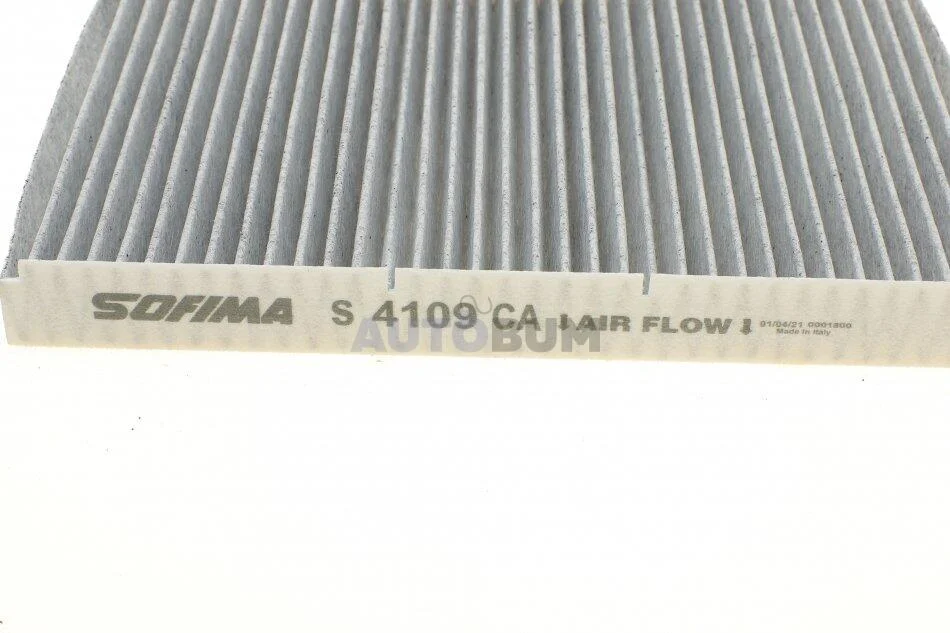 SOFIMA S 4109 CA ↓ AIR FLOW ↓ 01/04/21 0001800
Made in Italy
AUTOBUM